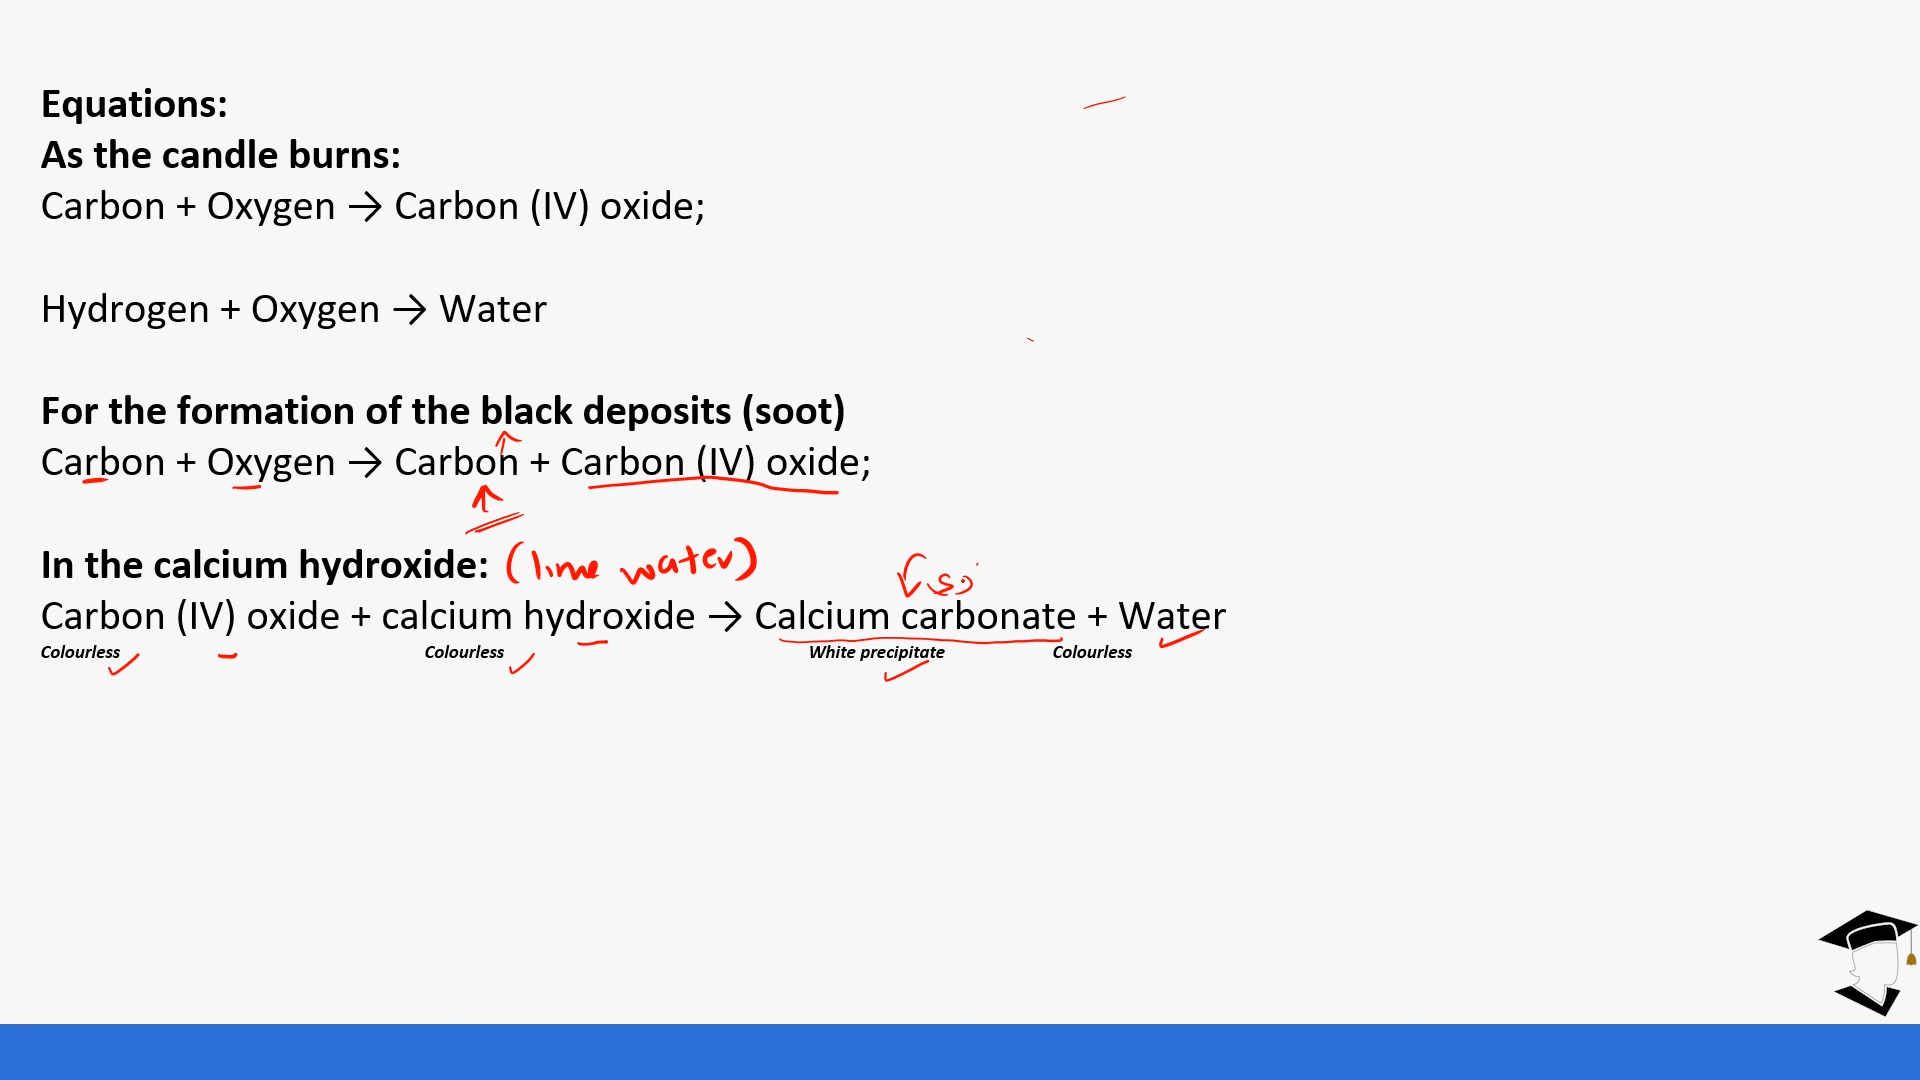 Equations:
As the candle burns:
Carbon + Oxygen → Carbon (IV) oxide;
Hydrogen + Oxygen → Water
For the formation of the black deposits (soot)
Carbon + Oxygen → Carbon + Carbon (IV) oxide;
In the calcium hydroxide: (lime water)
Carbon (IV) oxide + calcium hydroxide → Calcium carbonate + Water
Colourless Colourless White precipitate Colourless